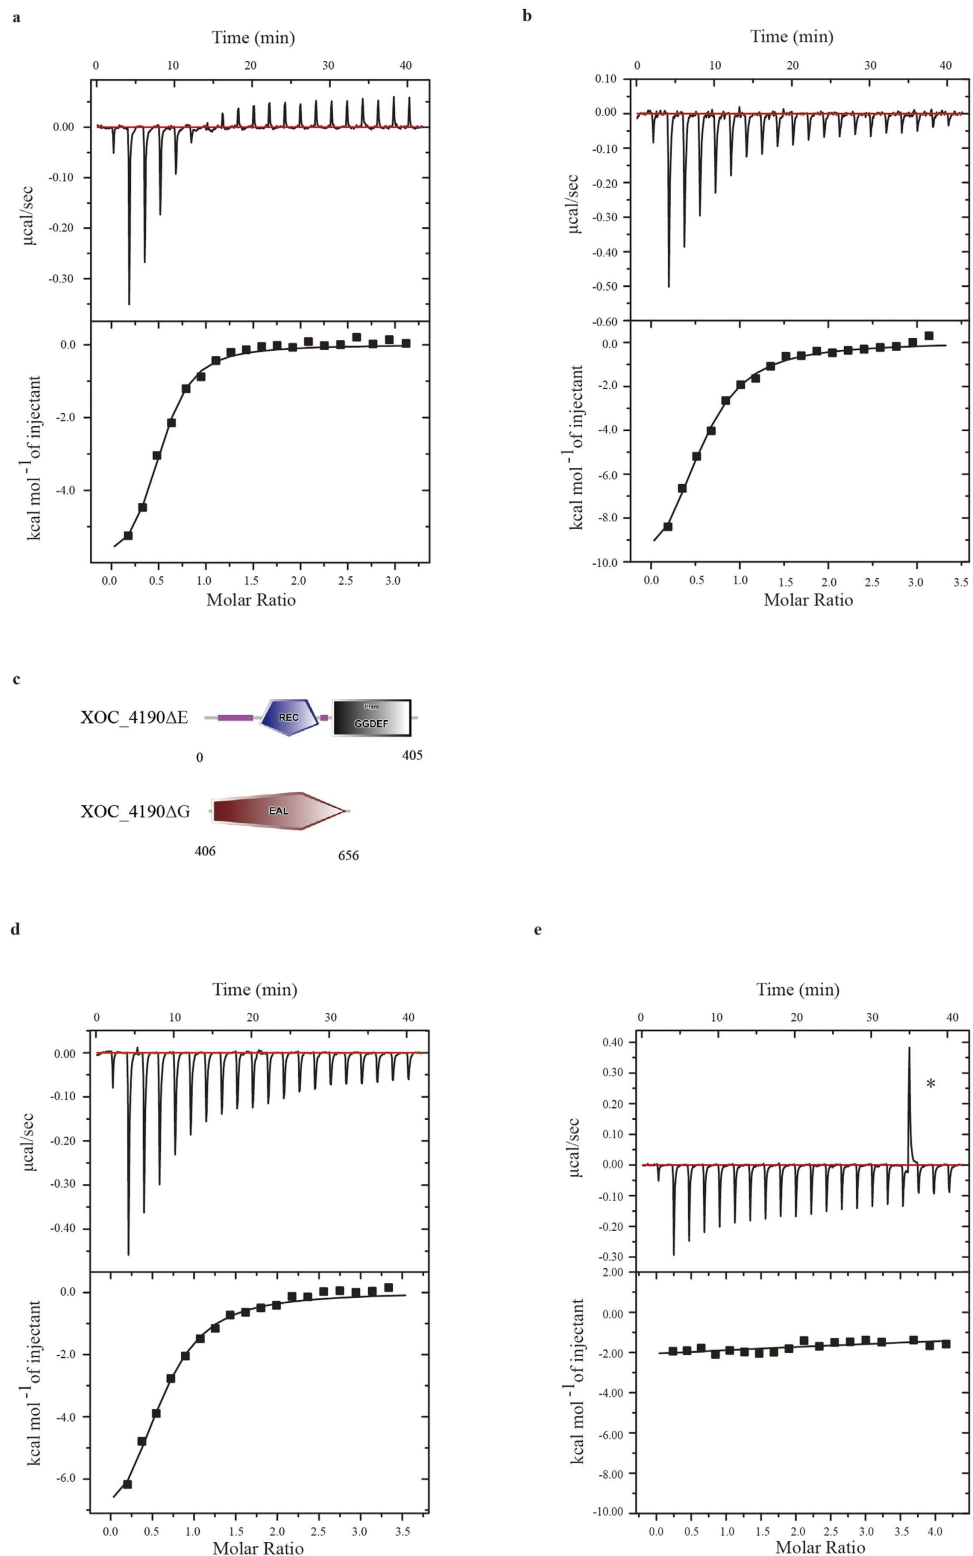 a
Time (min)
0 10 20 30 40
0.00
-0.10
-0.20
-0.30
µcal/sec
0.0
-2.0
-4.0
kcal mol -1 of injectant
0.0 0.5 1.0 1.5 2.0 2.5 3.0
Molar Ratio
b
Time (min)
0 10 20 30 40
0.10
0.00
-0.10
-0.20
-0.30
-0.40
-0.50
-0.60
µcal/sec
0.0
-2.0
-4.0
-6.0
-8.0
-10.0
kcal mol -1 of injectant
0.0 0.5 1.0 1.5 2.0 2.5 3.0 3.5
Molar Ratio
c
XOC_4190ΔE
REC
GGDEF
0 405
XOC_4190ΔG
EAL
406 656
d
Time (min)
0 10 20 30 40
0.00
-0.10
-0.20
-0.30
-0.40
µcal/sec
0.0
-2.0
-4.0
-6.0
kcal mol -1 of injectant
0.0 0.5 1.0 1.5 2.0 2.5 3.0 3.5
Molar Ratio
e
Time (min)
0 10 20 30 40
0.40
0.30
0.20
0.10
0.00
-0.10
-0.20
-0.30
µcal/sec
*
2.00
0.00
-2.00
-4.00
-6.00
-8.00
-10.00
kcal mol -1 of injectant
0.0 0.5 1.0 1.5 2.0 2.5 3.0 3.5 4.0
Molar Ratio